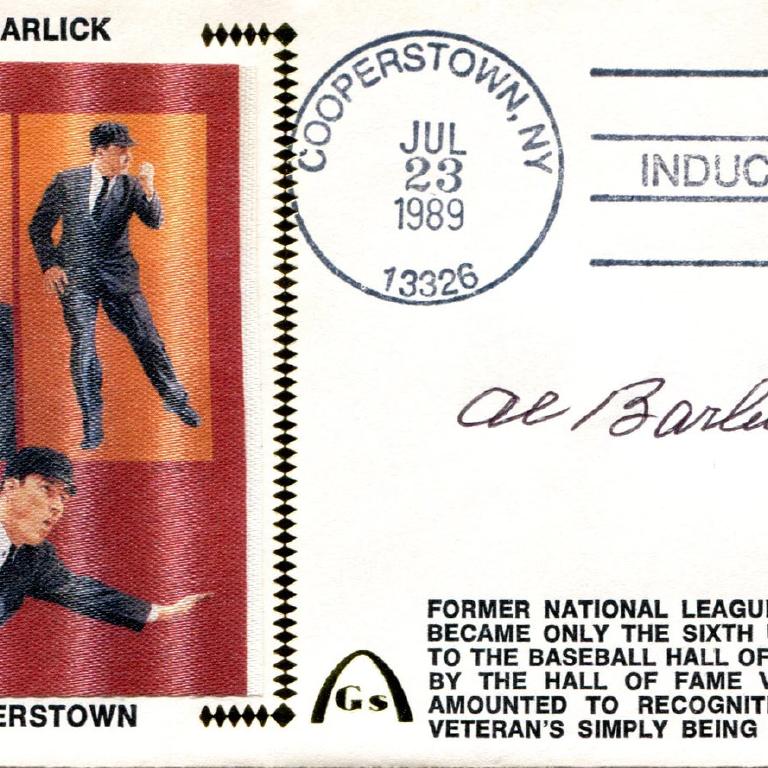 ARLICK
COOPERSTOWN, NY
JUL
23
1989
13326
INDUC
Al Barli
FORMER NATIONAL LEAGU
BECAME ONLY THE SIXTH
TO THE BASEBALL HALL OF
BY THE HALL OF FAME V
AMOUNTED TO RECOGNIT
VETERAN'S SIMPLY BEING
Gs
ERSTOWN